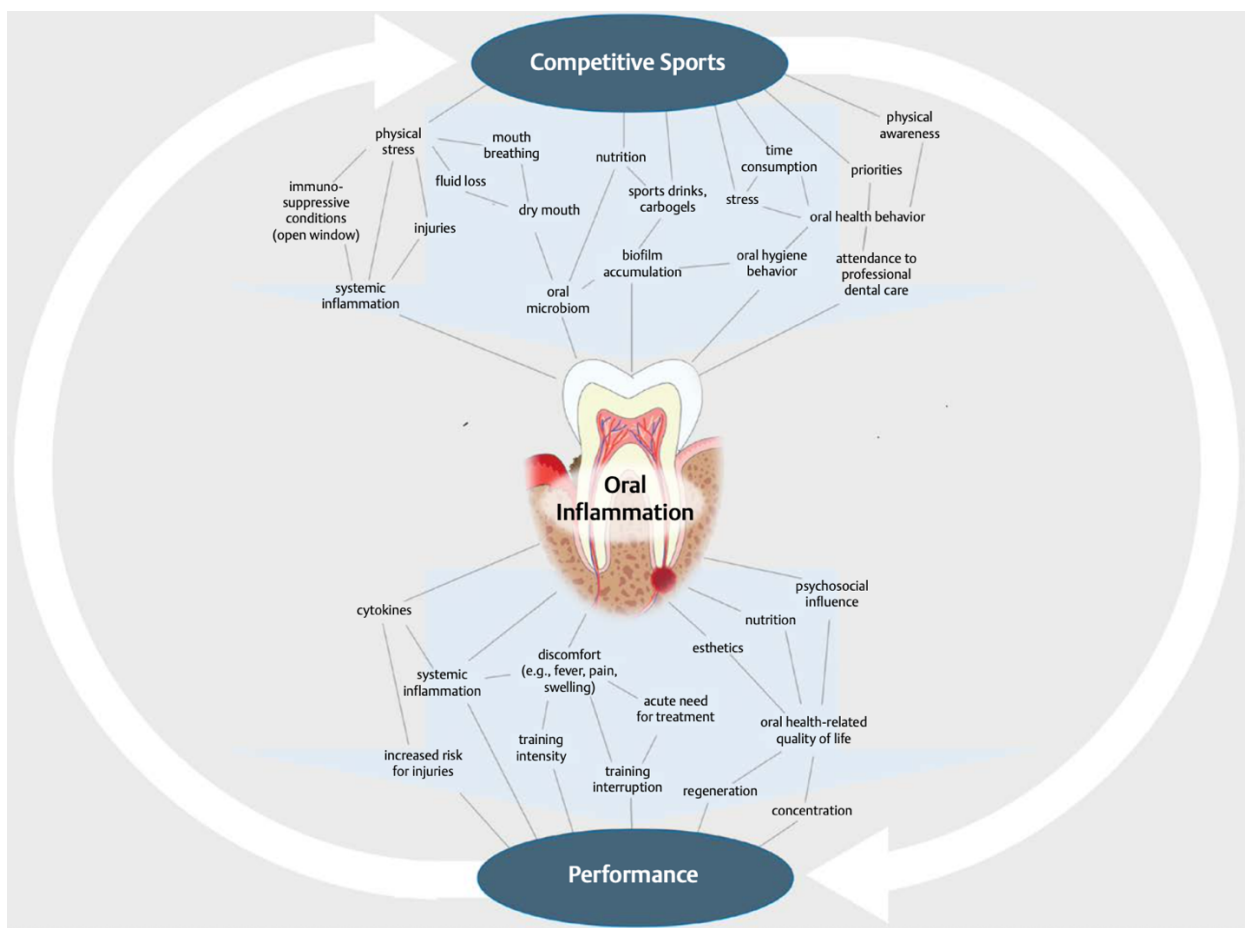 Competitive Sports
physical
stress
mouth
breathing
nutrition
time
consumption
physical
awareness
priorities
fluid loss
immuno-
suppressive
conditions
(open window)
sports drinks,
carbogels
stress
dry mouth
injuries
oral health behavior
biofilm
accumulation
oral hygiene
behavior
attendance to
professional
dental care
systemic
inflammation
oral
microbiom
Oral
Inflammation
cytokines
psychosocial
influence
nutrition
esthetics
discomfort
(e.g., fever, pain,
swelling)
systemic
inflammation
acute need
for treatment
oral health-related
quality of life
training
intensity
increased risk
for injuries
training
interruption
regeneration
concentration
Performance